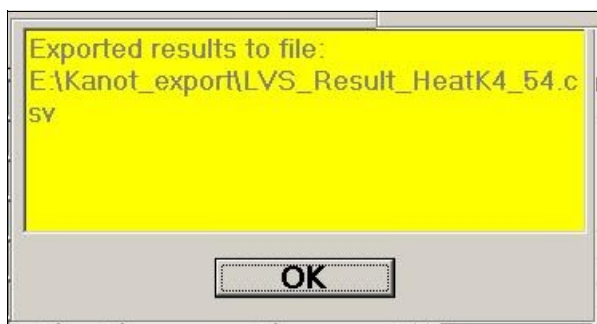 Exported results to file:
E:\Kanot_export\LVS_Result_HeatK4_54.c
sv
OK